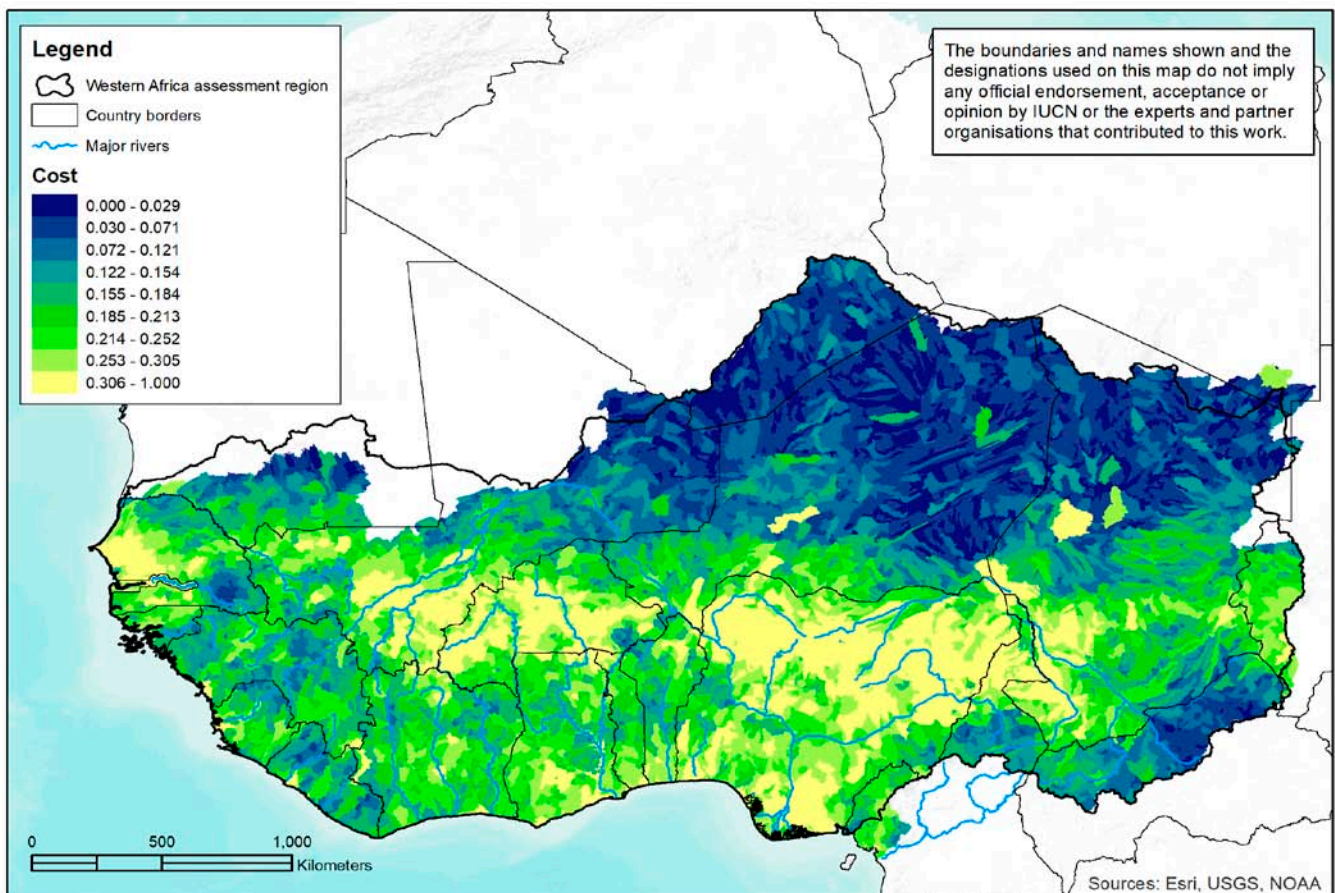 Legend
Western Africa assessment region
Country borders
Major rivers
Cost
0.000 - 0.029
0.030 - 0.071
0.072 - 0.121
0.122 - 0.154
0.155 - 0.184
0.185 - 0.213
0.214 - 0.252
0.253 - 0.305
0.306 - 1.000
The boundaries and names shown and the
designations used on this map do not imply
any official endorsement, acceptance or
opinion by IUCN or the experts and partner
organisations that contributed to this work.
0 500 1,000
Kilometers
Sources: Esri, USGS, NOAA